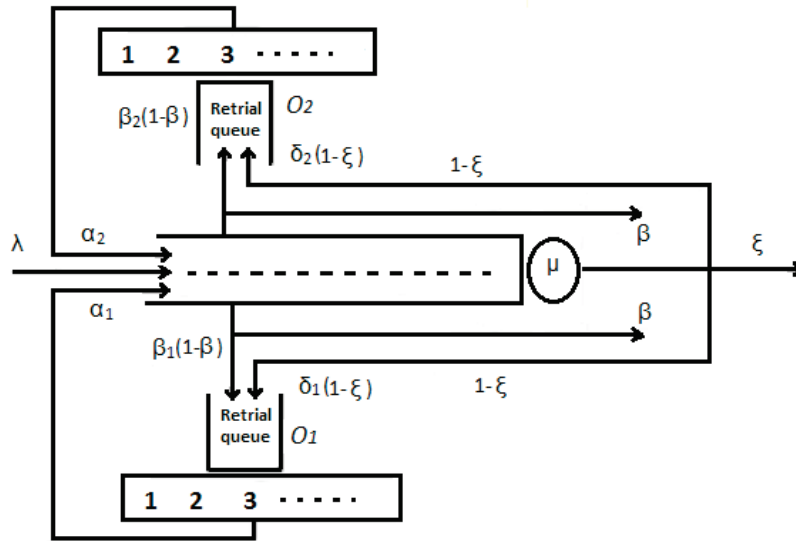 1 2 3 .....
β₂(1-β)
Retrial
queue
O2
δ₂(1-ξ)
1-ξ
λ
α₂
β
ξ
μ
α₁
β₁(1-β)
β
δ₁(1-ξ)
1-ξ
Retrial
queue
O1
1 2 3 .....